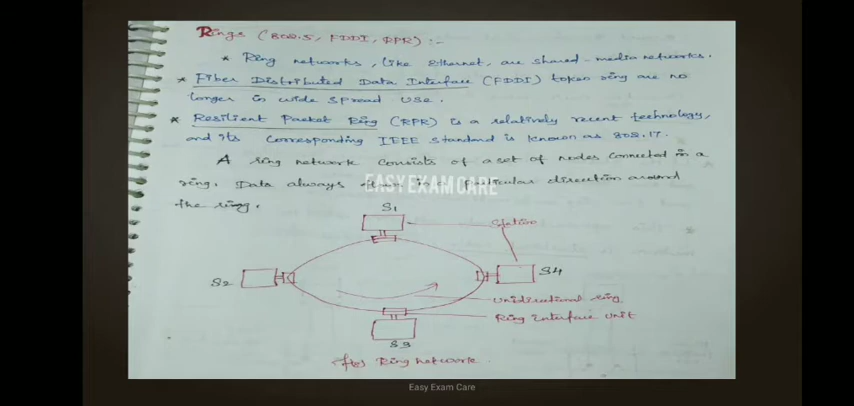 Rings (802.5, FDDI, RPR) :-
* Ring networks, like Ethernet, are shared-media networks.
* Fiber Distributed Data Interface (FDDI) token ring are no
longer in wide spread use.
* Resilient Packet Ring (RPR) is a relatively recent technology,
and its corresponding IEEE standard is known as 802.17.
A ring network consists of a set of nodes connected in a
ring. Data always flows in a particular direction around
the ring.
EASY EXAM CARE
S1
Station
S2
S4
unidirectional ring
Ring interface unit
S3
Ring network
Easy Exam Care